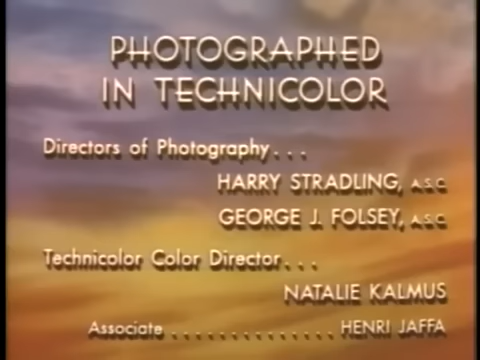 PHOTOGRAPHED
IN TECHNICOLOR
Directors of Photography . . .
HARRY STRADLING, A.S.C.
GEORGE J. FOLSEY, A.S.C.
Technicolor Color Director . . .
NATALIE KALMUS
Associate . . . . . . . . . . . . . . HENRI JAFFA